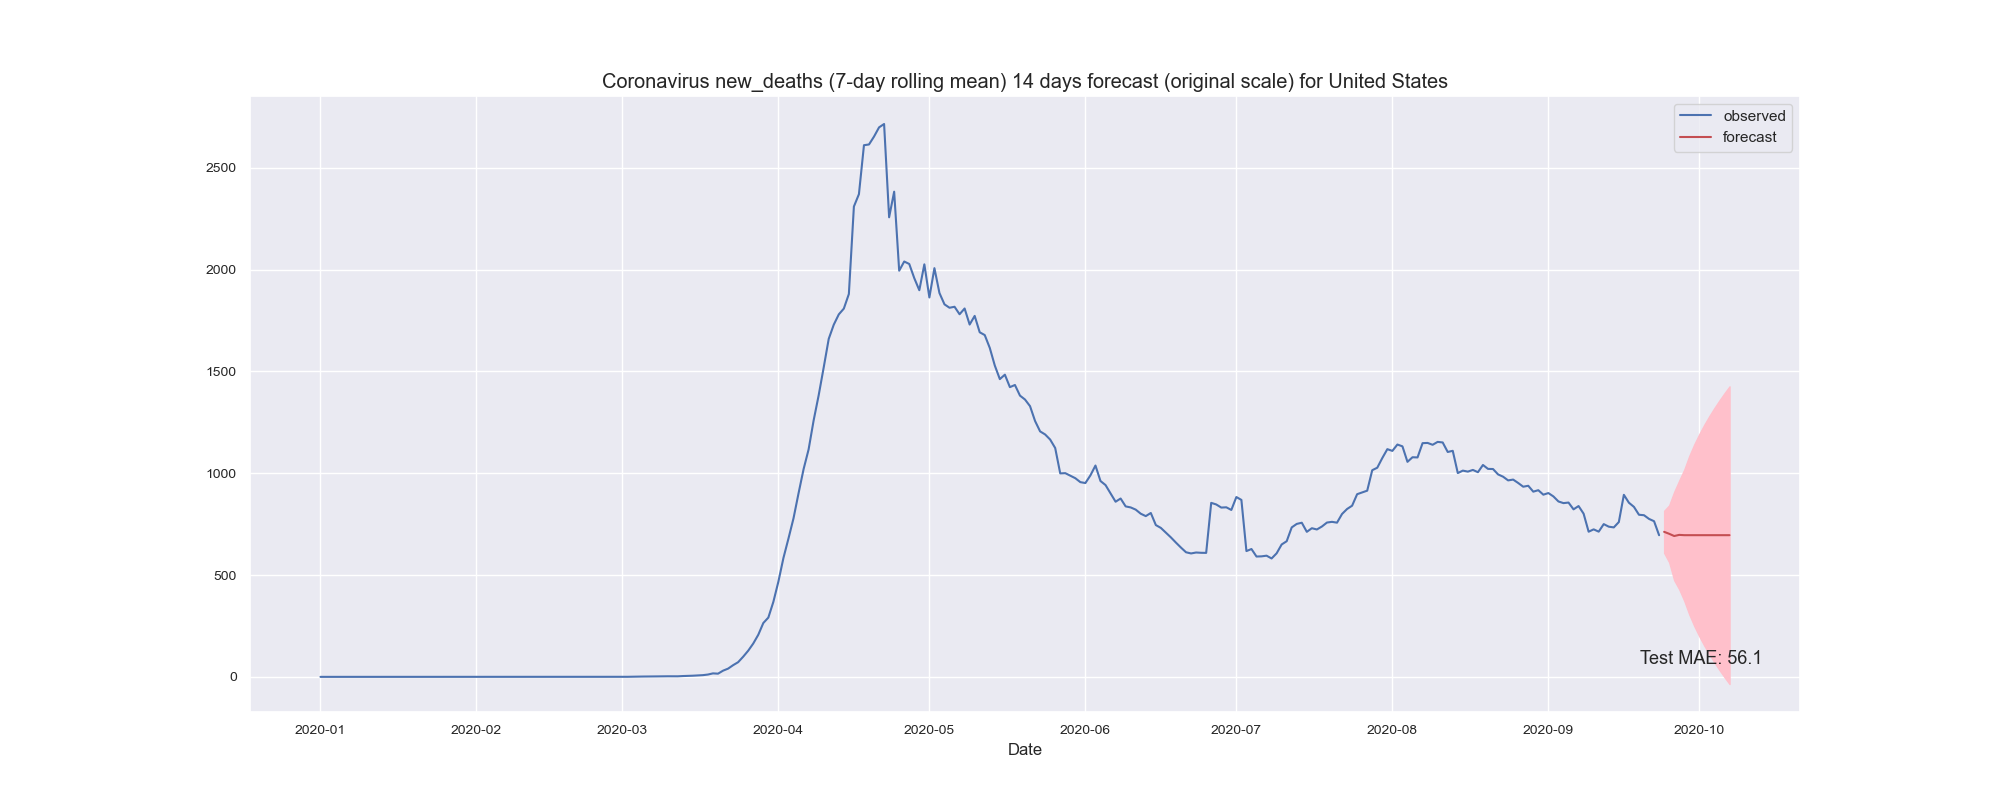 Coronavirus new_deaths (7-day rolling mean) 14 days forecast (original scale) for United States
observed
forecast
2500
2000
1500
1000
500
0
Test MAE: 56.1
2020-01 2020-02 2020-03 2020-04 2020-05 2020-06 2020-07 2020-08 2020-09 2020-10
Date